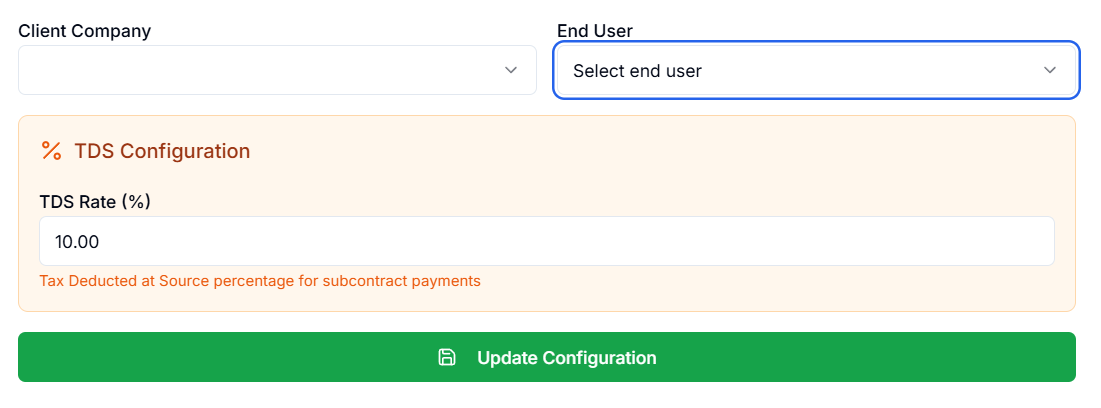 Client Company
End User
Select end user
TDS Configuration
TDS Rate (%)
10.00
Tax Deducted at Source percentage for subcontract payments
Update Configuration